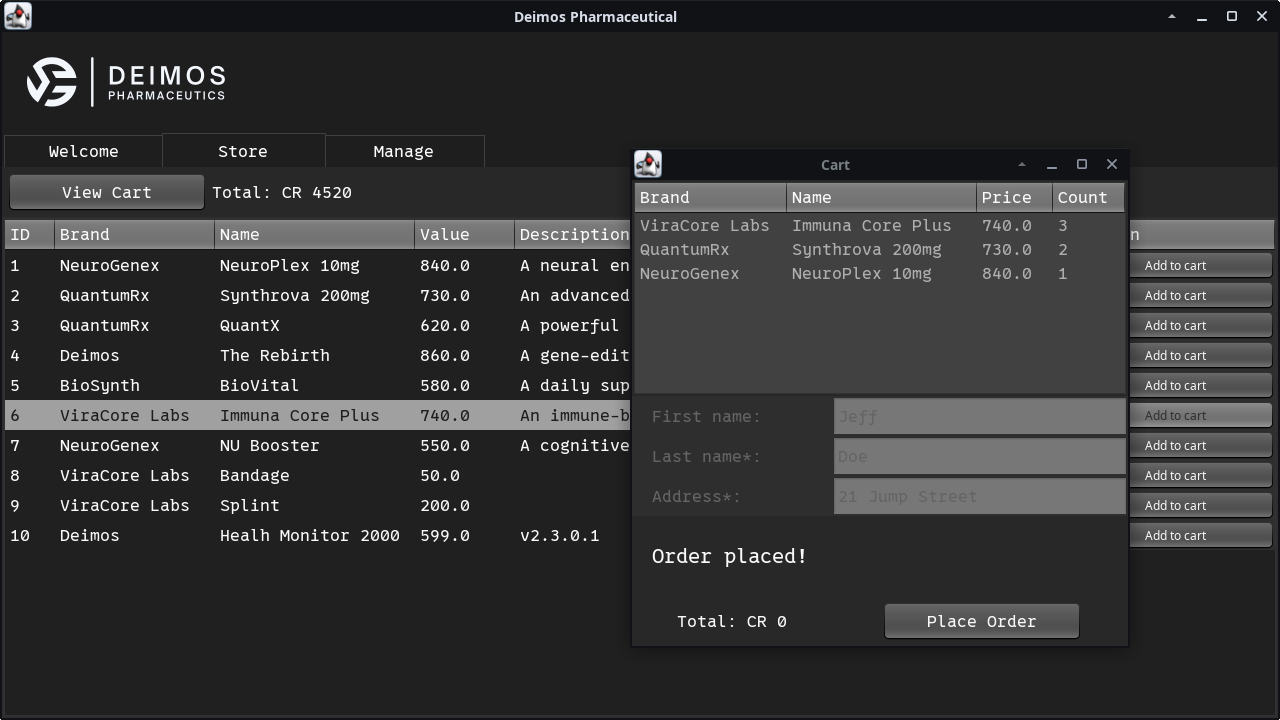 Deimos Pharmaceutical
DEIMOS
PHARMACEUTICS
Welcome Store Manage
View Cart Total: CR 4520
ID Brand Name Value Description
1 NeuroGenex NeuroPlex 10mg 840.0 A neural en Add to cart
2 QuantumRx Synthrova 200mg 730.0 An advanced Add to cart
3 QuantumRx QuantX 620.0 A powerful Add to cart
4 Deimos The Rebirth 860.0 A gene-edit Add to cart
5 BioSynth BioVital 580.0 A daily sup Add to cart
6 ViraCore Labs Immuna Core Plus 740.0 An immune-b Add to cart
7 NeuroGenex NU Booster 550.0 A cognitive Add to cart
8 ViraCore Labs Bandage 50.0 Add to cart
9 ViraCore Labs Splint 200.0 Add to cart
10 Deimos Healh Monitor 2000 599.0 v2.3.0.1 Add to cart
Cart
Brand Name Price Count
ViraCore Labs Immuna Core Plus 740.0 3
QuantumRx Synthrova 200mg 730.0 2
NeuroGenex NeuroPlex 10mg 840.0 1
First name: Jeff
Last name*: Doe
Address*: 21 Jump Street
Order placed!
Total: CR 0 Place Order